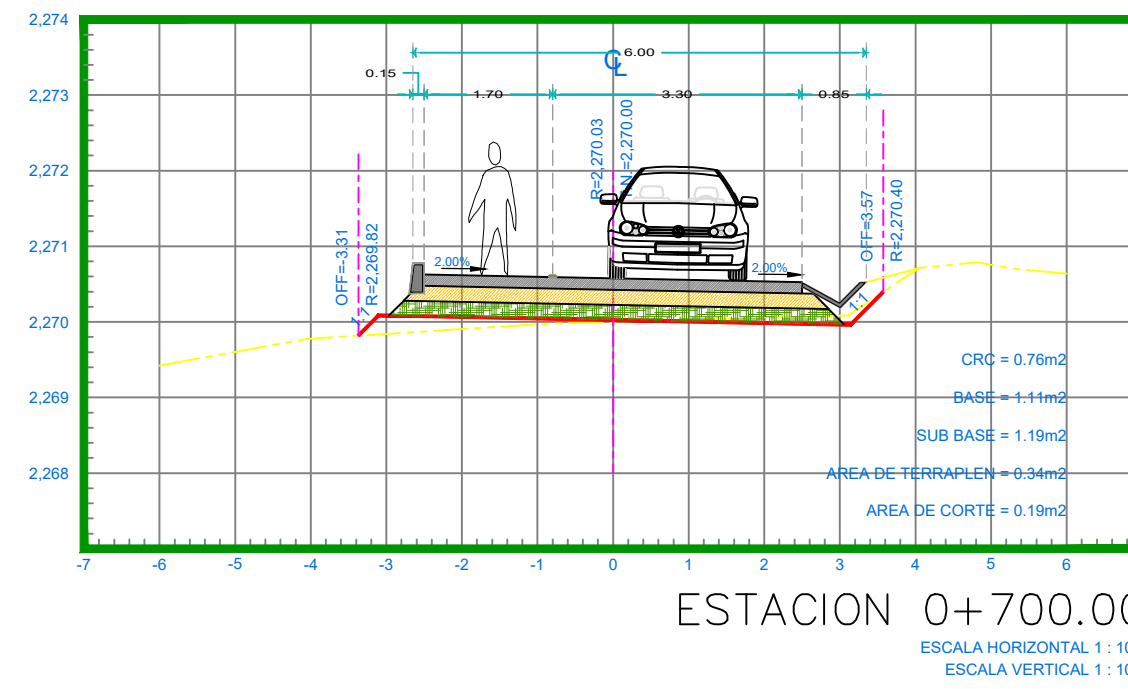 2,274
6.00
CL
0.15
2,273
1.70
3.30
0.85
R=2,270.03
N.=2,270.00
2,272
OFF=-3.31
R=2,269.82
OFF=3.57
R=2,270.40
2,271
2.00%
2.00%
1:1
2,270
CRC = 0.76m2
2,269
BASE = 1.11m2
SUB BASE = 1.19m2
2,268
AREA DE TERRAPLEN = 0.34m2
AREA DE CORTE = 0.19m2
-7 -6 -5 -4 -3 -2 -1 0 1 2 3 4 5 6
ESTACION 0+700.00
ESCALA HORIZONTAL 1 : 10
ESCALA VERTICAL 1 : 10